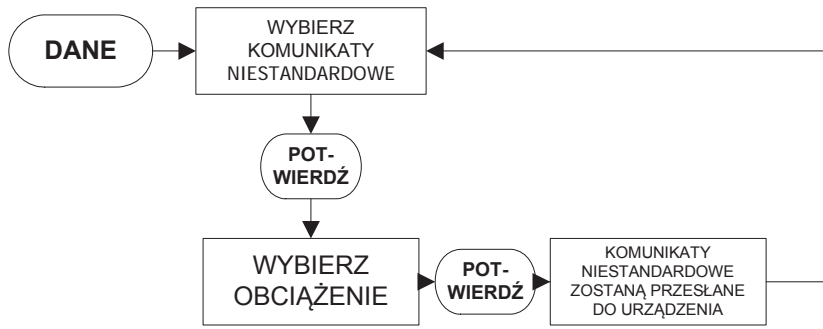 DANE
WYBIERZ
KOMUNIKATY
NIESTANDARDOWE
POT-
WIERDŹ
WYBIERZ
OBCIĄŻENIE
POT-
WIERDŹ
KOMUNIKATY
NIESTANDARDOWE
ZOSTANĄ PRZESŁANE
DO URZĄDZENIA